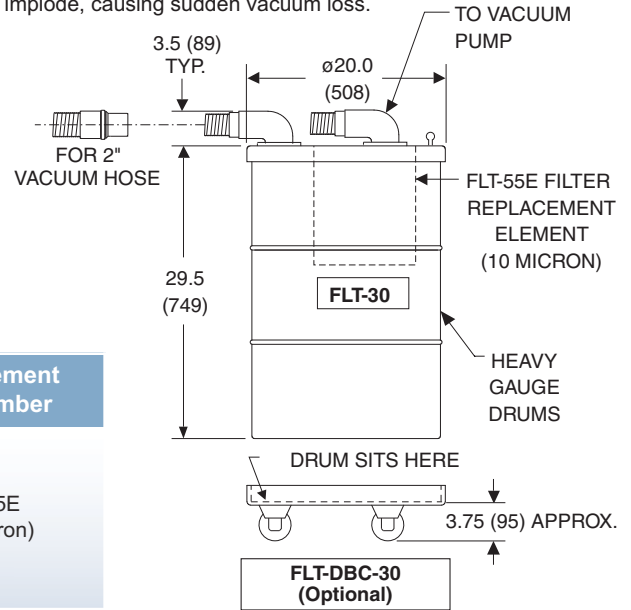 implode, causing sudden vacuum loss.
TO VACUUM
PUMP
3.5 (89)
TYP.
ø20.0
(508)
FOR 2"
VACUUM HOSE
FLT-55E FILTER
REPLACEMENT
ELEMENT
(10 MICRON)
29.5
(749)
FLT-30
HEAVY
GAUGE
DRUMS
DRUM SITS HERE
3.75 (95) APPROX.
FLT-DBC-30
(Optional)
ement
mber
5E
ron)